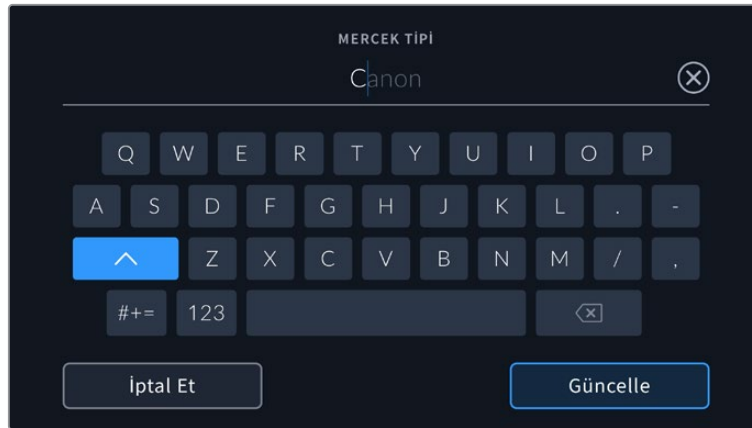 MERCEK TİPİ
Canon
Q W E R T Y U I O P
A S D F G H J K L . -
Z X C V B N M / ,
#+= 123
İptal Et Güncelle